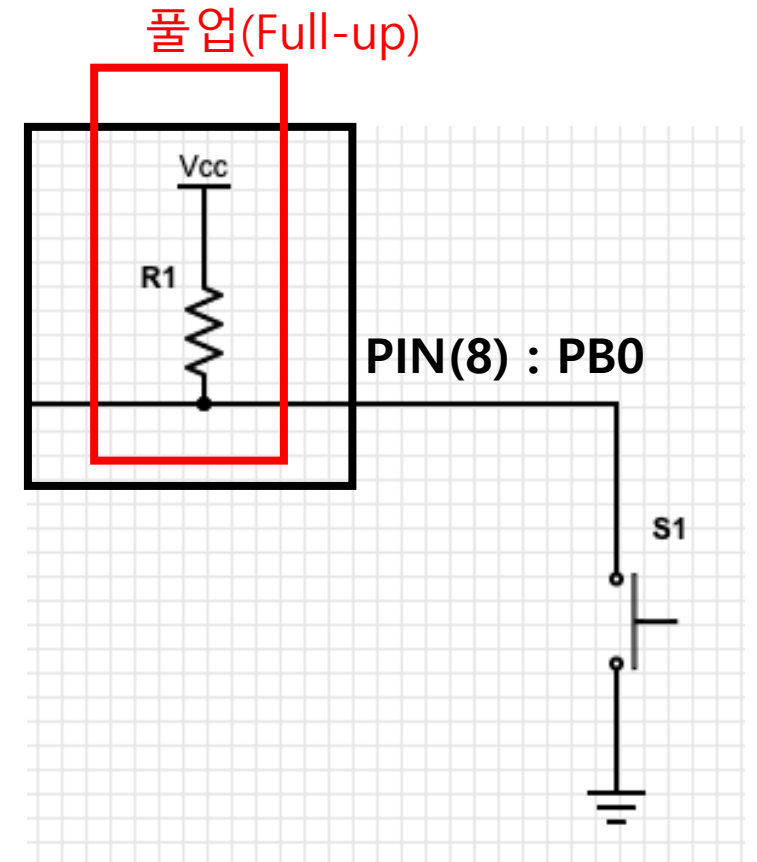 풀업(Full-up)
Vcc
R1
PIN(8) : PB0
S1